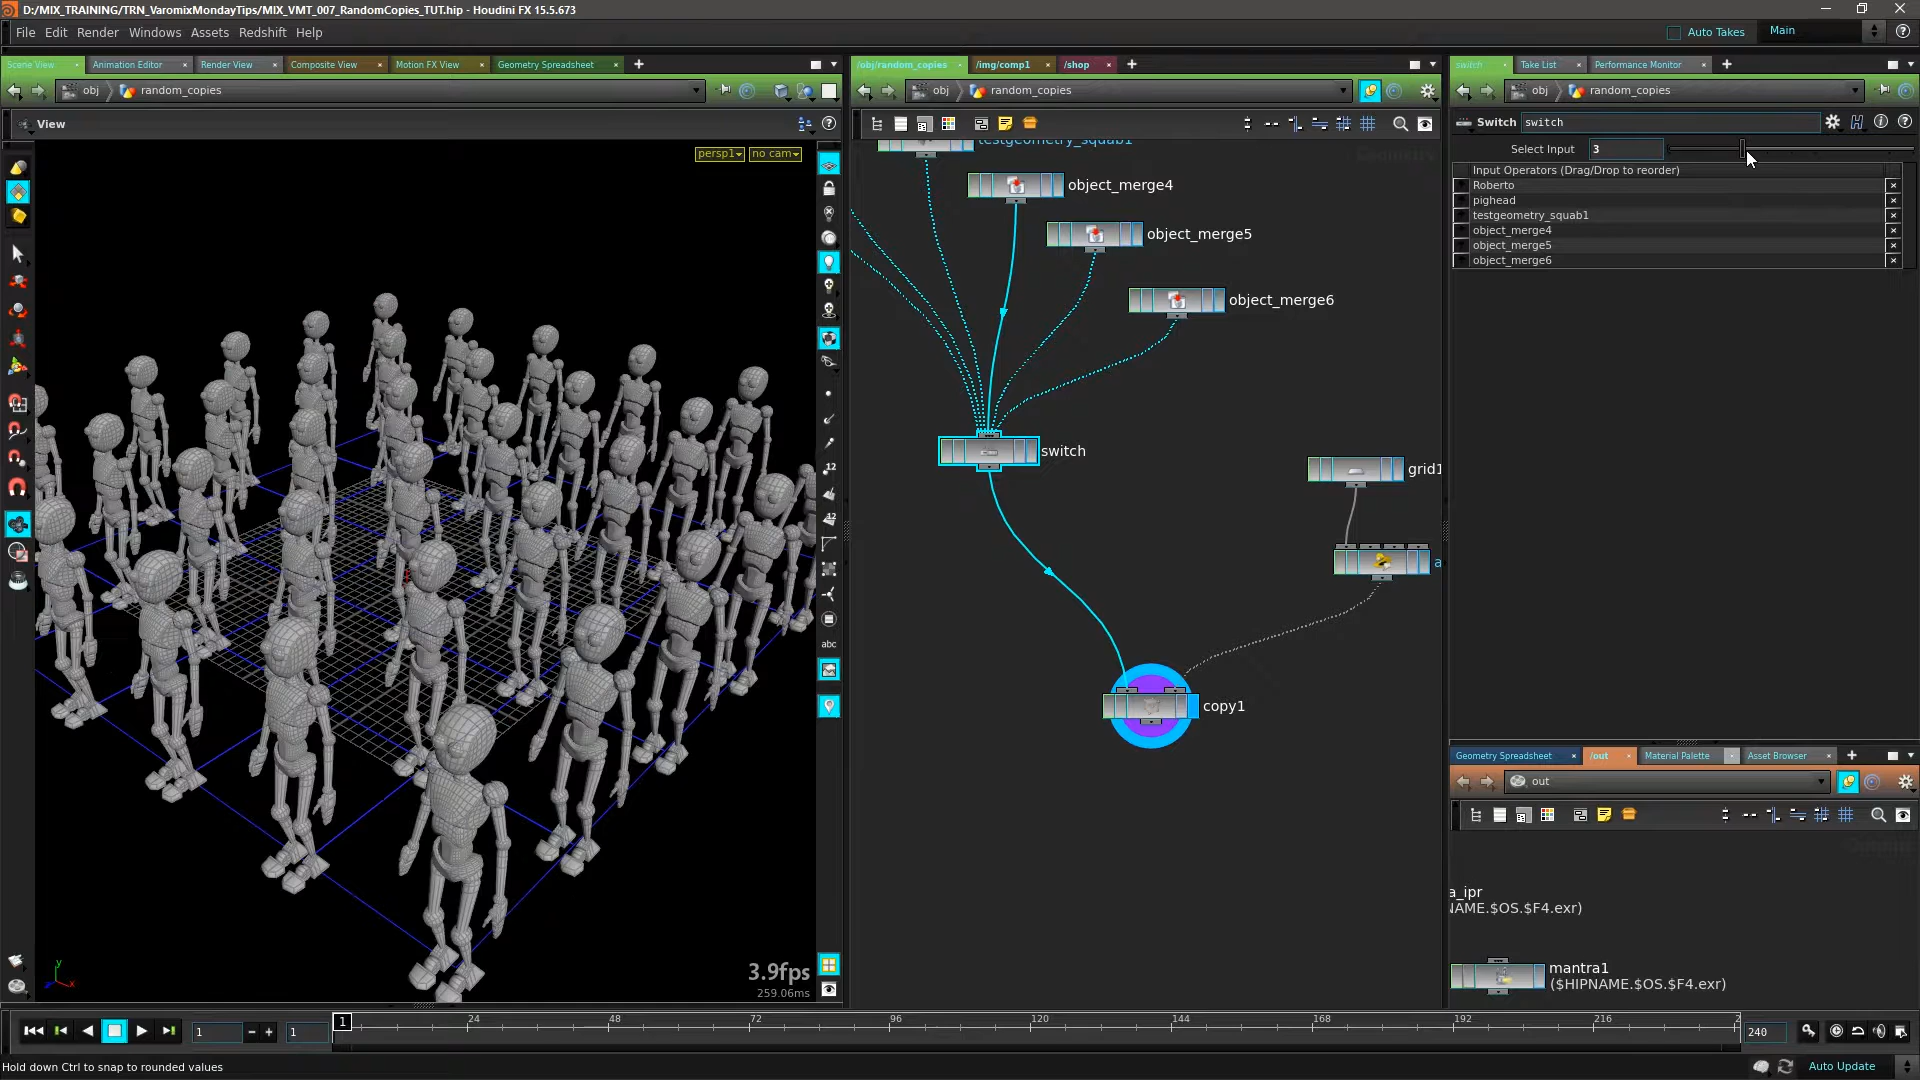 D:/MIX_TRAINING/TRN_VaromixMondayTips/MIX_VMT_007_RandomCopies_TUT.hip - Houdini FX 15.5.673
File Edit Render Windows Assets Redshift Help
Auto Takes Main
Scene View Animation Editor Render View Composite View Motion FX View Geometry Spreadsheet
/obj/random_copies /img/comp1 /shop
switch Take List Performance Monitor
obj random_copies
obj random_copies
obj random_copies
View
persp1 no cam
testgeometry_squab1
object_merge4
object_merge5
object_merge6
switch
grid1
a
copy1
Switch switch
Select Input 3
Input Operators (Drag/Drop to reorder)
Roberto
pighead
testgeometry_squab1
object_merge4
object_merge5
object_merge6
12
12
abc
3.9fps
259.06ms
y
x
Geometry Spreadsheet /out Material Palette Asset Browser
out
a_ipr
NAME.$OS.$F4.exr)
mantra1
($HIPNAME.$OS.$F4.exr)
1 1 1 24 48 72 96 120 144 168 192 216 2 240
Hold down Ctrl to snap to rounded values
Auto Update